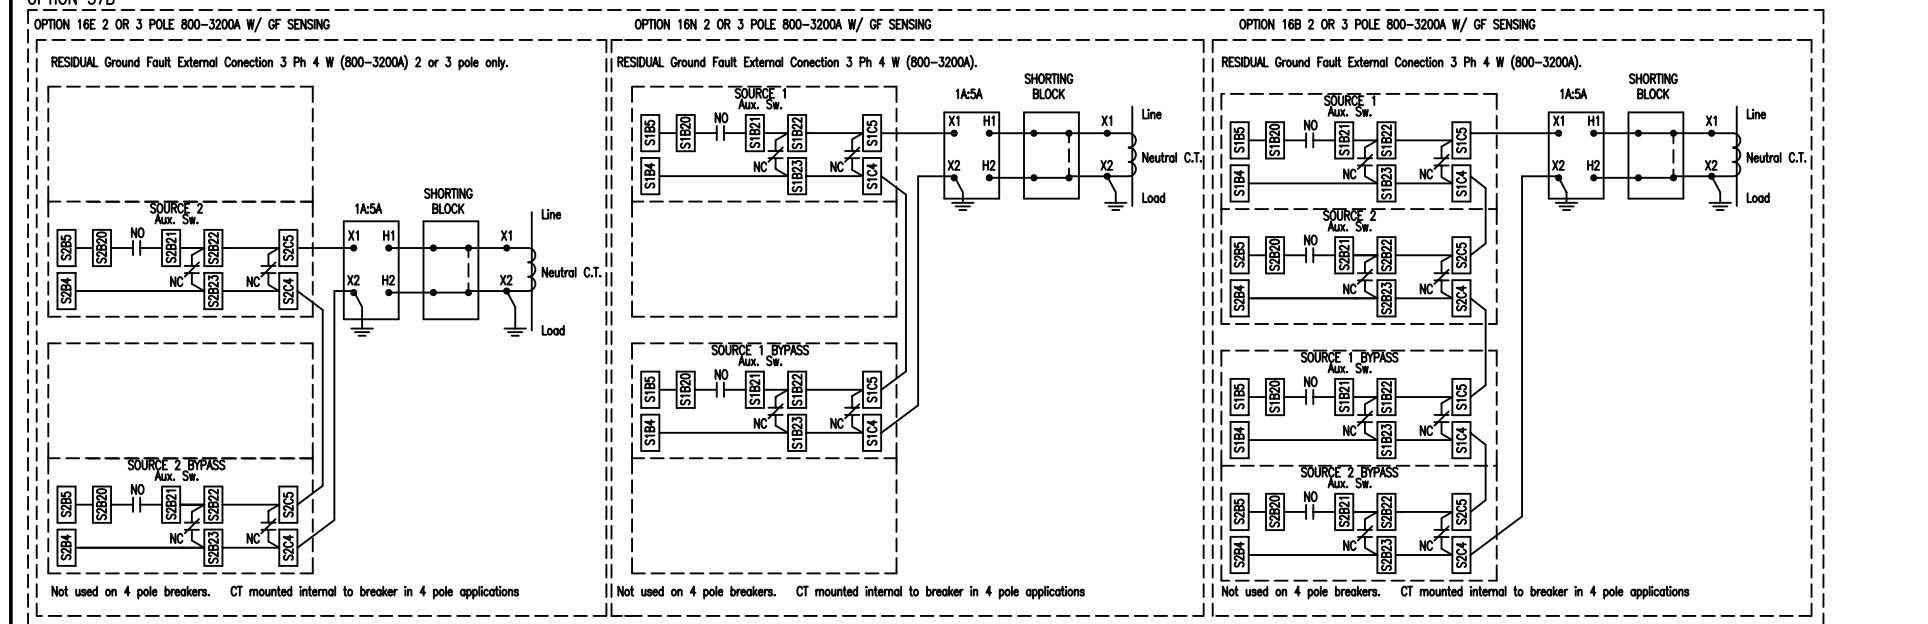 OPTION 16E 2 OR 3 POLE 800-3200A W/ GF SENSING
RESIDUAL Ground Fault External Conection 3 Ph 4 W (800-3200A) 2 or 3 pole only.
SOURCE 2
Aux. Sw.
S2B5 S2B20 NO S2B21 S2B22 S2C5
S2B4 NC S2B23 NC S2C4
1A:5A
X1 H1
X2 H2
SHORTING
BLOCK
Line
X1
Neutral C.T.
X2
Load
SOURCE 2 BYPASS
Aux. Sw.
S2B5 S2B20 NO S2B21 S2B22 S2C5
S2B4 NC S2B23 NC S2C4
Not used on 4 pole breakers. CT mounted internal to breaker in 4 pole applications
OPTION 16N 2 OR 3 POLE 800-3200A W/ GF SENSING
RESIDUAL Ground Fault External Conection 3 Ph 4 W (800-3200A).
SOURCE 1
Aux. Sw.
S1B5 S1B20 NO S1B21 S1B22 S1C5
S1B4 NC S1B23 NC S1C4
1A:5A
X1 H1
X2 H2
SHORTING
BLOCK
Line
X1
Neutral C.T.
X2
Load
SOURCE 1 BYPASS
Aux. Sw.
S1B5 S1B20 NO S1B21 S1B22 S1C5
S1B4 NC S1B23 NC S1C4
Not used on 4 pole breakers. CT mounted internal to breaker in 4 pole applications
OPTION 16B 2 OR 3 POLE 800-3200A W/ GF SENSING
RESIDUAL Ground Fault External Conection 3 Ph 4 W (800-3200A).
SOURCE 1
Aux. Sw.
S1B5 S1B20 NO S1B21 S1B22 S1C5
S1B4 NC S1B23 NC S1C4
SOURCE 2
Aux. Sw.
S2B5 S2B20 NO S2B21 S2B22 S2C5
S2B4 NC S2B23 NC S2C4
1A:5A
X1 H1
X2 H2
SHORTING
BLOCK
Line
X1
Neutral C.T.
X2
Load
SOURCE 1 BYPASS
Aux. Sw.
S1B5 S1B20 NO S1B21 S1B22 S1C5
S1B4 NC S1B23 NC S1C4
SOURCE 2 BYPASS
Aux. Sw.
S2B5 S2B20 NO S2B21 S2B22 S2C5
S2B4 NC S2B23 NC S2C4
Not used on 4 pole breakers. CT mounted internal to breaker in 4 pole applications